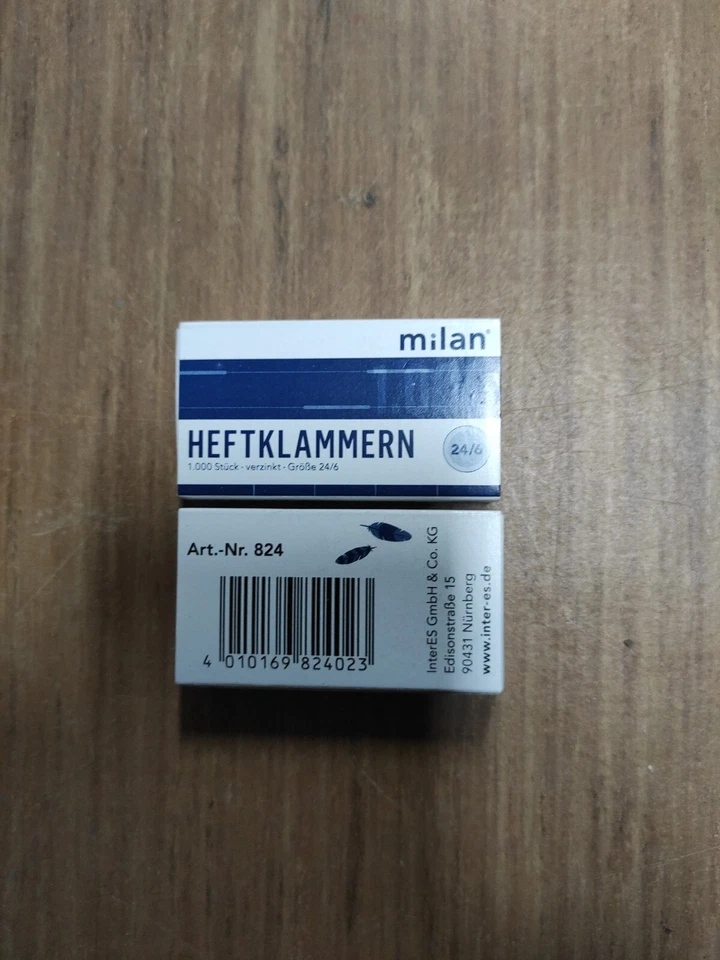 milan®
HEFTKLAMMERN
24/6
1.000 Stück · verzinkt · Größe 24/6
Art.-Nr. 824
4 010169 824023
InterES GmbH & Co. KG
Edisonstraße 15
90431 Nürnberg
www.inter-es.de